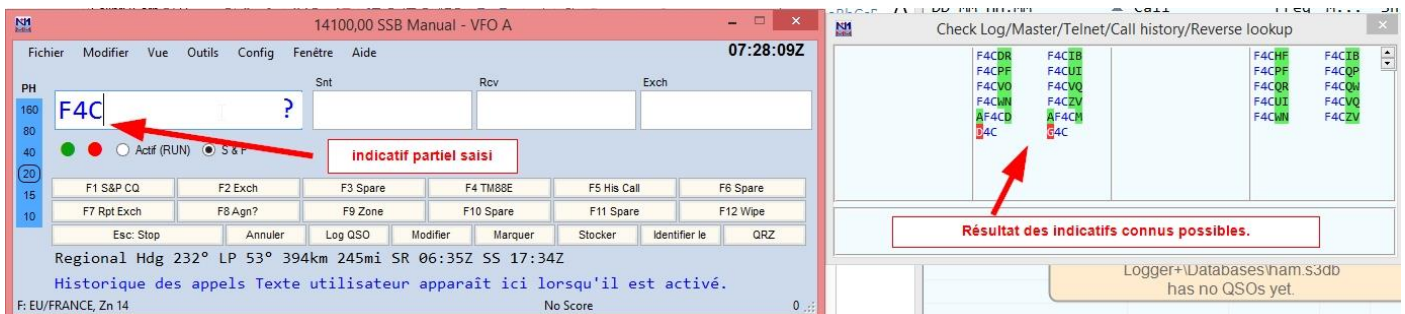 14100,00 SSB Manual - VFO A
Fichier Modifier Vue Outils Config Fenêtre Aide 07:28:09Z
Snt Rcv Exch
PH
F4C ?
160
80
40
20
15
10
Actif (RUN) S & P
indicatif partiel saisi
F1 S&P CQ F2 Exch F3 Spare F4 TM88E F5 His Call F6 Spare
F7 Rpt Exch F8 Agn? F9 Zone F10 Spare F11 Spare F12 Wipe
Esc: Stop Annuler Log QSO Modifier Marquer Stocker Identifier le QRZ
Regional Hdg 232° LP 53° 394km 245mi SR 06:35Z SS 17:34Z
Historique des appels Texte utilisateur apparaît ici lorsqu'il est activé.
F: EU/FRANCE, Zn 14 No Score 0
Check Log/Master/Telnet/Call history/Reverse lookup
F4CDR F4CIB F4CHF F4CIB
F4CPF F4CUI F4CPF F4CQP
F4CVO F4CVQ F4CQR F4CQW
F4CWN F4CZV F4CUI F4CVQ
AF4CD AF4CM F4CWN F4CZV
D4C G4C
Résultat des indicatifs connus possibles.
Logger+\Databases\ham.s3db
has no QSOs yet.